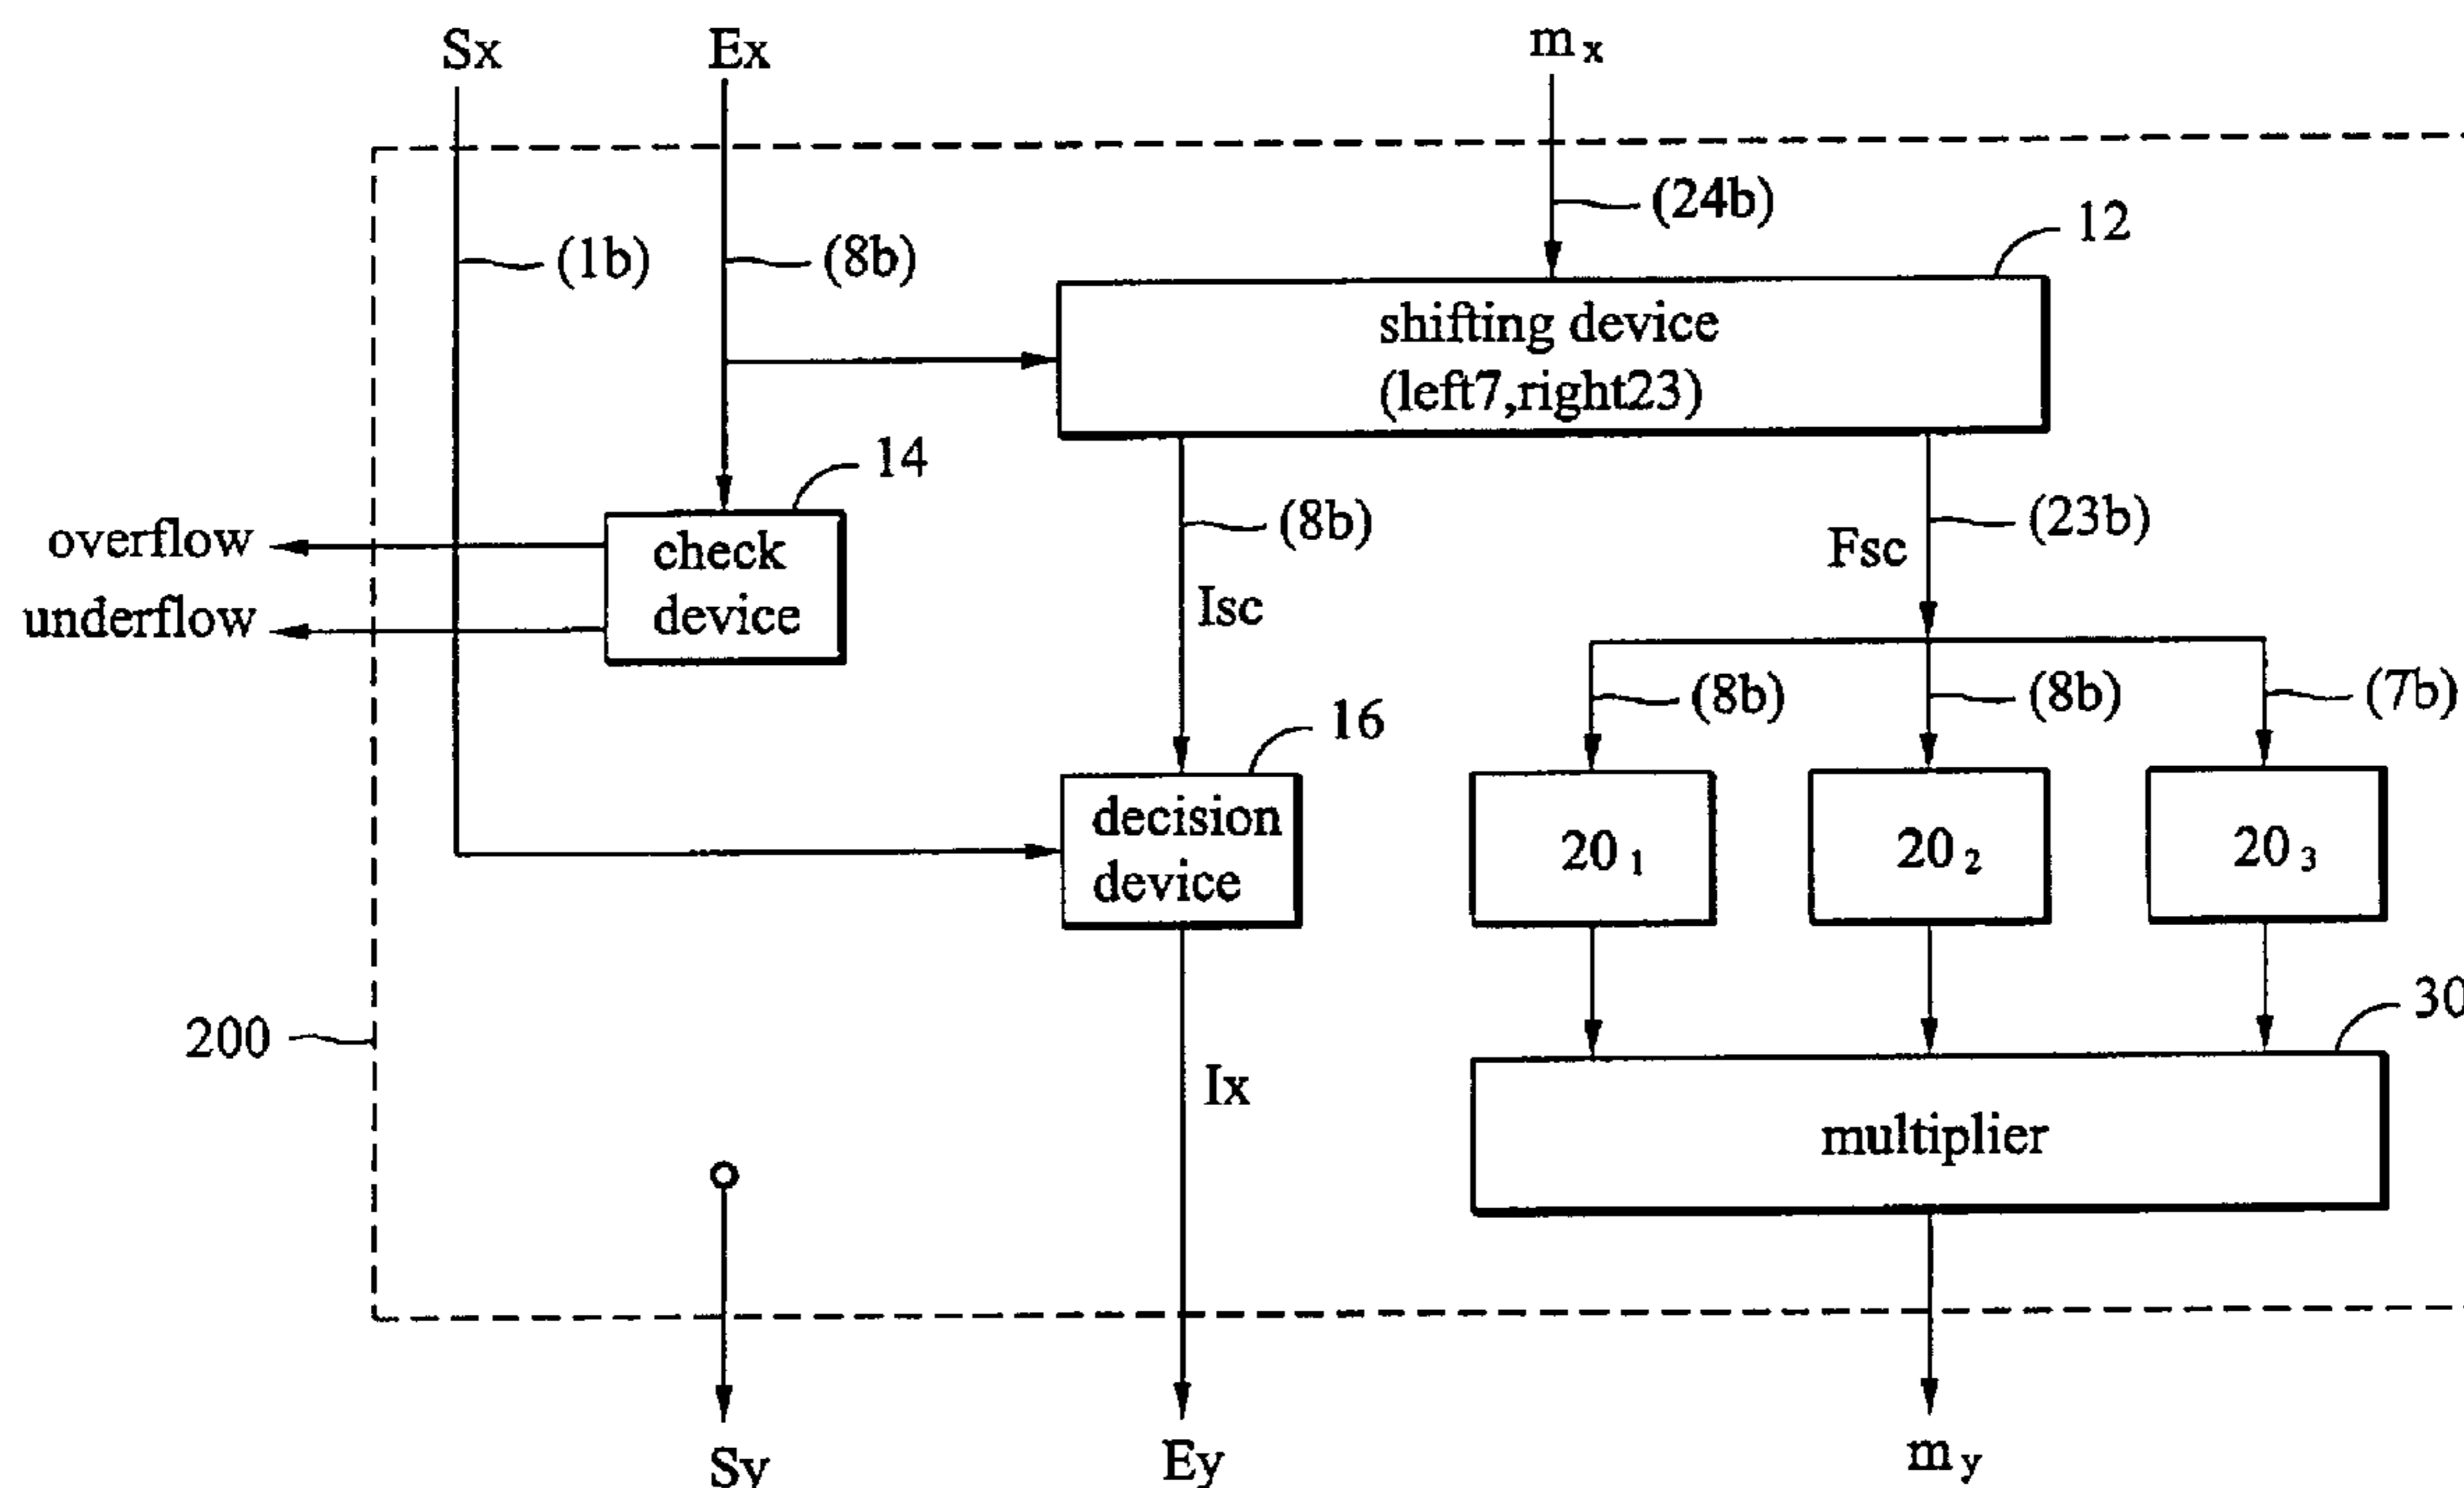 Sx
Ex
mx
(24b)
12
(1b)
(8b)
shifting device
(left7,right23)
14
overflow
check
device
underflow
(8b)
Isc
(23b)
Fsc
(8b)
(8b)
(7b)
16
decision
device
20 1
20 2
20 3
200
30
Ix
multiplier
Sy
Ey
my